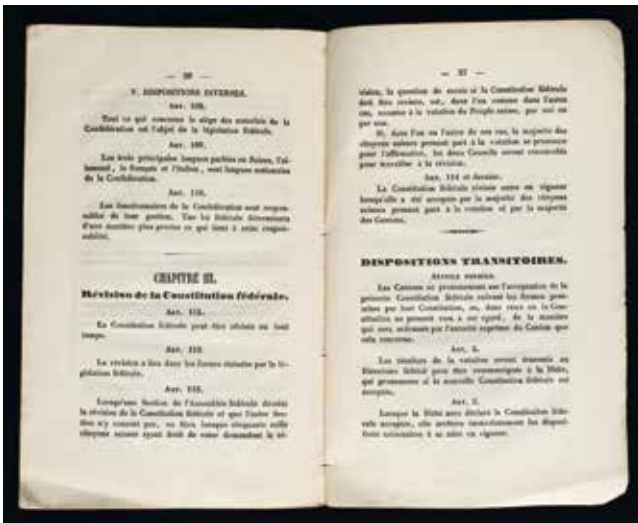 V. DISPOSITIONS DIVERSES.
Art. 108.
Tout ce qui concerne le siége des autorités de la
Confédération est l'objet de la législation fédérale.
Art. 109.
Les trois principales langues parlées en Suisse, l'al-
lemand, le français et l'italien, sont langues nationales
de la Confédération.
Art. 110.
Les fonctionnaires de la Confédération sont respon-
sables de leur gestion. Une loi fédérale déterminera
d'une manière plus précise ce qui tient à cette respon-
sabilité.
CHAPITRE III.
Révision de la Constitution fédérale.
Art. 111.
La Constitution fédérale peut être révisée en tout
temps.
Art. 112.
La révision a lieu dans les formes statuées par la lé-
gislation fédérale.
Art. 113.
Lorsqu'une Section de l'Assemblée fédérale décrète
la révision de la Constitution fédérale et que l'autre Sec-
tion n'y consent pas, ou bien lorsque cinquante mille
citoyens suisses ayant droit de voter demandent la ré-
— 37 —
vision, la question de savoir si la Constitution fédérale
doit être révisée, est, dans l'un comme dans l'autre
cas, soumise à la votation du Peuple suisse, par oui ou
par non.
Si, dans l'un ou l'autre de ces cas, la majorité des
citoyens suisses prenant part à la votation se prononce
pour l'affirmative, les deux Conseils seront renouvelés
pour travailler à la révision.
Art. 114 et dernier.
La Constitution fédérale révisée entre en vigueur
lorsqu'elle a été acceptée par la majorité des citoyens
suisses prenant part à la votation et par la majorité
des Cantons.
DISPOSITIONS TRANSITOIRES.
Article premier.
Les Cantons se prononceront sur l'acceptation de la
présente Constitution fédérale suivant les formes pres-
crites par leur Constitution, ou, dans ceux où la Cons-
titution ne prescrit rien à cet égard, de la manière
qui sera ordonnée par l'autorité suprême du Canton que
cela concerne.
Art. 2.
Les résultats de la votation seront transmis au
Directoire fédéral pour être communiqués à la Diète,
qui prononcera si la nouvelle Constitution fédérale est
acceptée.
Art. 3.
Lorsque la Diète aura déclaré la Constitution fédé-
rale acceptée, elle arrêtera immédiatement les disposi-
tions nécessaires à sa mise en vigueur.